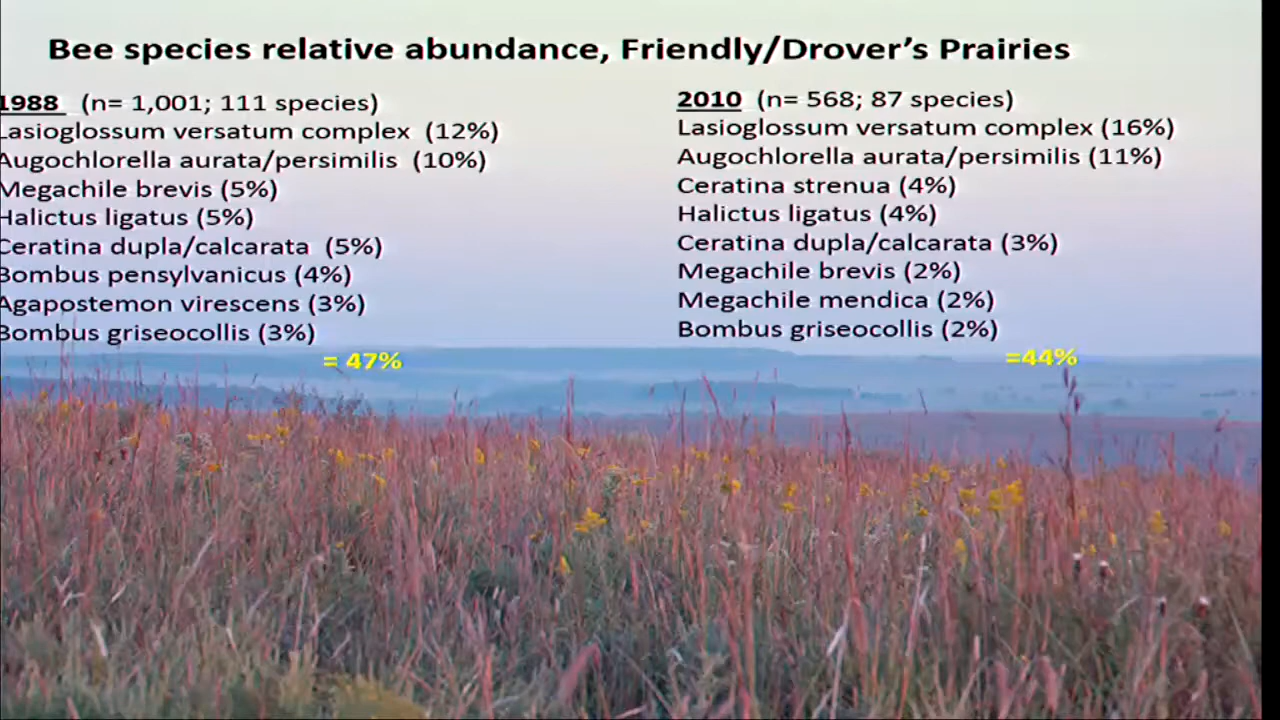 Bee species relative abundance, Friendly/Drover's Prairies
1988 (n= 1,001; 111 species)
Lasioglossum versatum complex (12%)
Augochlorella aurata/persimilis (10%)
Megachile brevis (5%)
Halictus ligatus (5%)
Ceratina dupla/calcarata (5%)
Bombus pensylvanicus (4%)
Agapostemon virescens (3%)
Bombus griseocollis (3%)
= 47%
2010 (n= 568; 87 species)
Lasioglossum versatum complex (16%)
Augochlorella aurata/persimilis (11%)
Ceratina strenua (4%)
Halictus ligatus (4%)
Ceratina dupla/calcarata (3%)
Megachile brevis (2%)
Megachile mendica (2%)
Bombus griseocollis (2%)
=44%